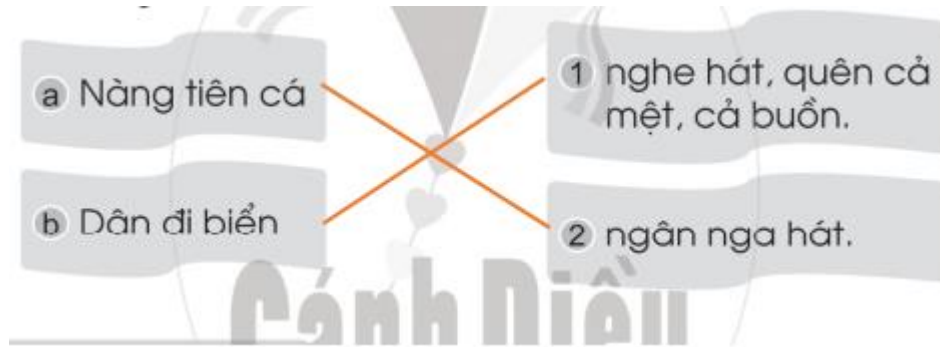 a Nàng tiên cá
1 nghe hát, quên cả
mệt, cả buồn.
b Dân đi biển
2 ngân nga hát.
Cánh Diều